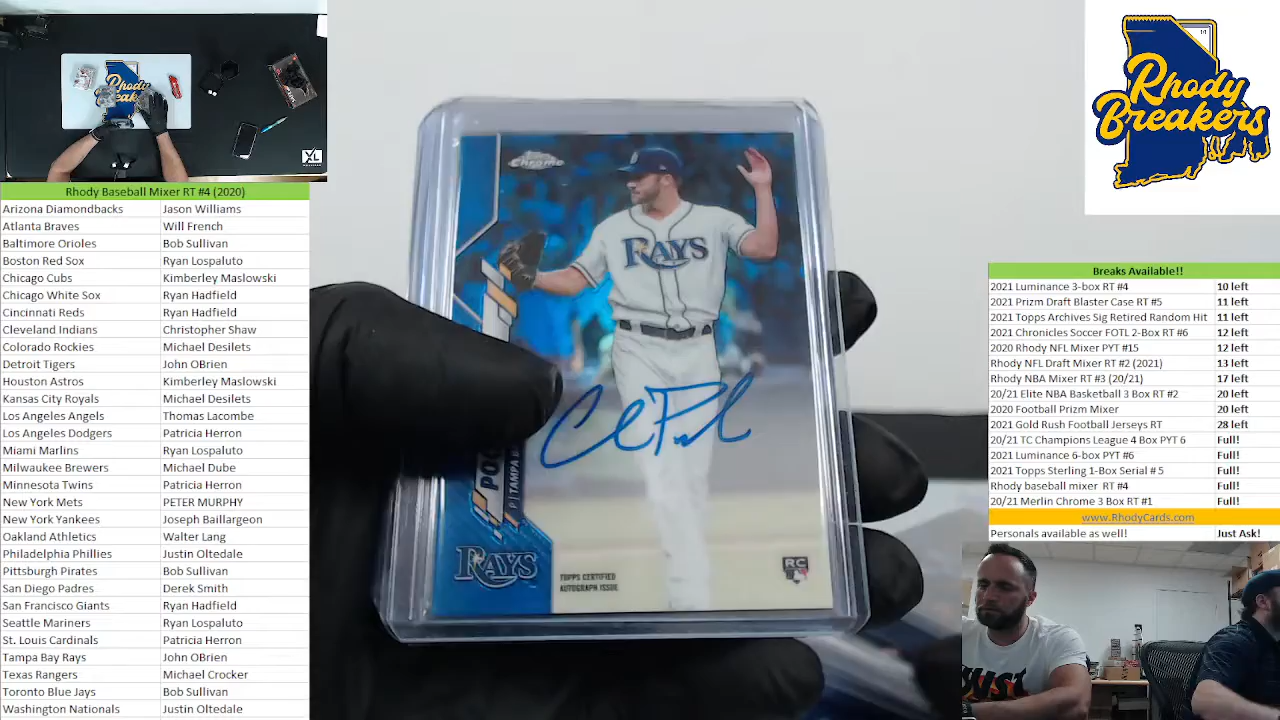 XL
Rhody Baseball Mixer RT #4 (2020)
Arizona Diamondbacks Jason Williams
Atlanta Braves Will French
Baltimore Orioles Bob Sullivan
Boston Red Sox Ryan Lospaluto
Chicago Cubs Kimberley Maslowski
Chicago White Sox Ryan Hadfield
Cincinnati Reds Ryan Hadfield
Cleveland Indians Christopher Shaw
Colorado Rockies Michael Desilets
Detroit Tigers John OBrien
Houston Astros Kimberley Maslowski
Kansas City Royals Michael Desilets
Los Angeles Angels Thomas Lacombe
Los Angeles Dodgers Patricia Herron
Miami Marlins Ryan Lospaluto
Milwaukee Brewers Michael Dube
Minnesota Twins Patricia Herron
New York Mets PETER MURPHY
New York Yankees Joseph Baillargeon
Oakland Athletics Walter Lang
Philadelphia Phillies Justin Oltedale
Pittsburgh Pirates Bob Sullivan
San Diego Padres Derek Smith
San Francisco Giants Ryan Hadfield
Seattle Mariners Ryan Lospaluto
St. Louis Cardinals Patricia Herron
Tampa Bay Rays John OBrien
Texas Rangers Michael Crocker
Toronto Blue Jays Bob Sullivan
Washington Nationals Justin Oltedale
Chrome
RAYS
RAYS
TOPPS CERTIFIED
AUTOGRAPH ISSUE
RC
Rhody
Breakers
Breaks Available!!
2021 Luminance 3-box RT #4 10 left
2021 Prizm Draft Blaster Case RT #5 11 left
2021 Topps Archives Sig Retired Random Hit 11 left
2021 Chronicles Soccer FOTL 2-Box RT #6 12 left
2020 Rhody NFL Mixer PYT #15 12 left
Rhody NFL Draft Mixer RT #2 (2021) 13 left
Rhody NBA Mixer RT #3 (20/21) 17 left
20/21 Elite NBA Basketball 3 Box RT #2 20 left
2020 Football Prizm Mixer 20 left
2021 Gold Rush Football Jerseys RT 28 left
20/21 TC Champions League 4 Box PYT 6 Full!
2021 Luminance 6-box PYT #6 Full!
2021 Topps Sterling 1-Box Serial # 5 Full!
Rhody baseball mixer RT #4 Full!
20/21 Merlin Chrome 3 Box RT #1 Full!
www.RhodyCards.com
Personals available as well! Just Ask!